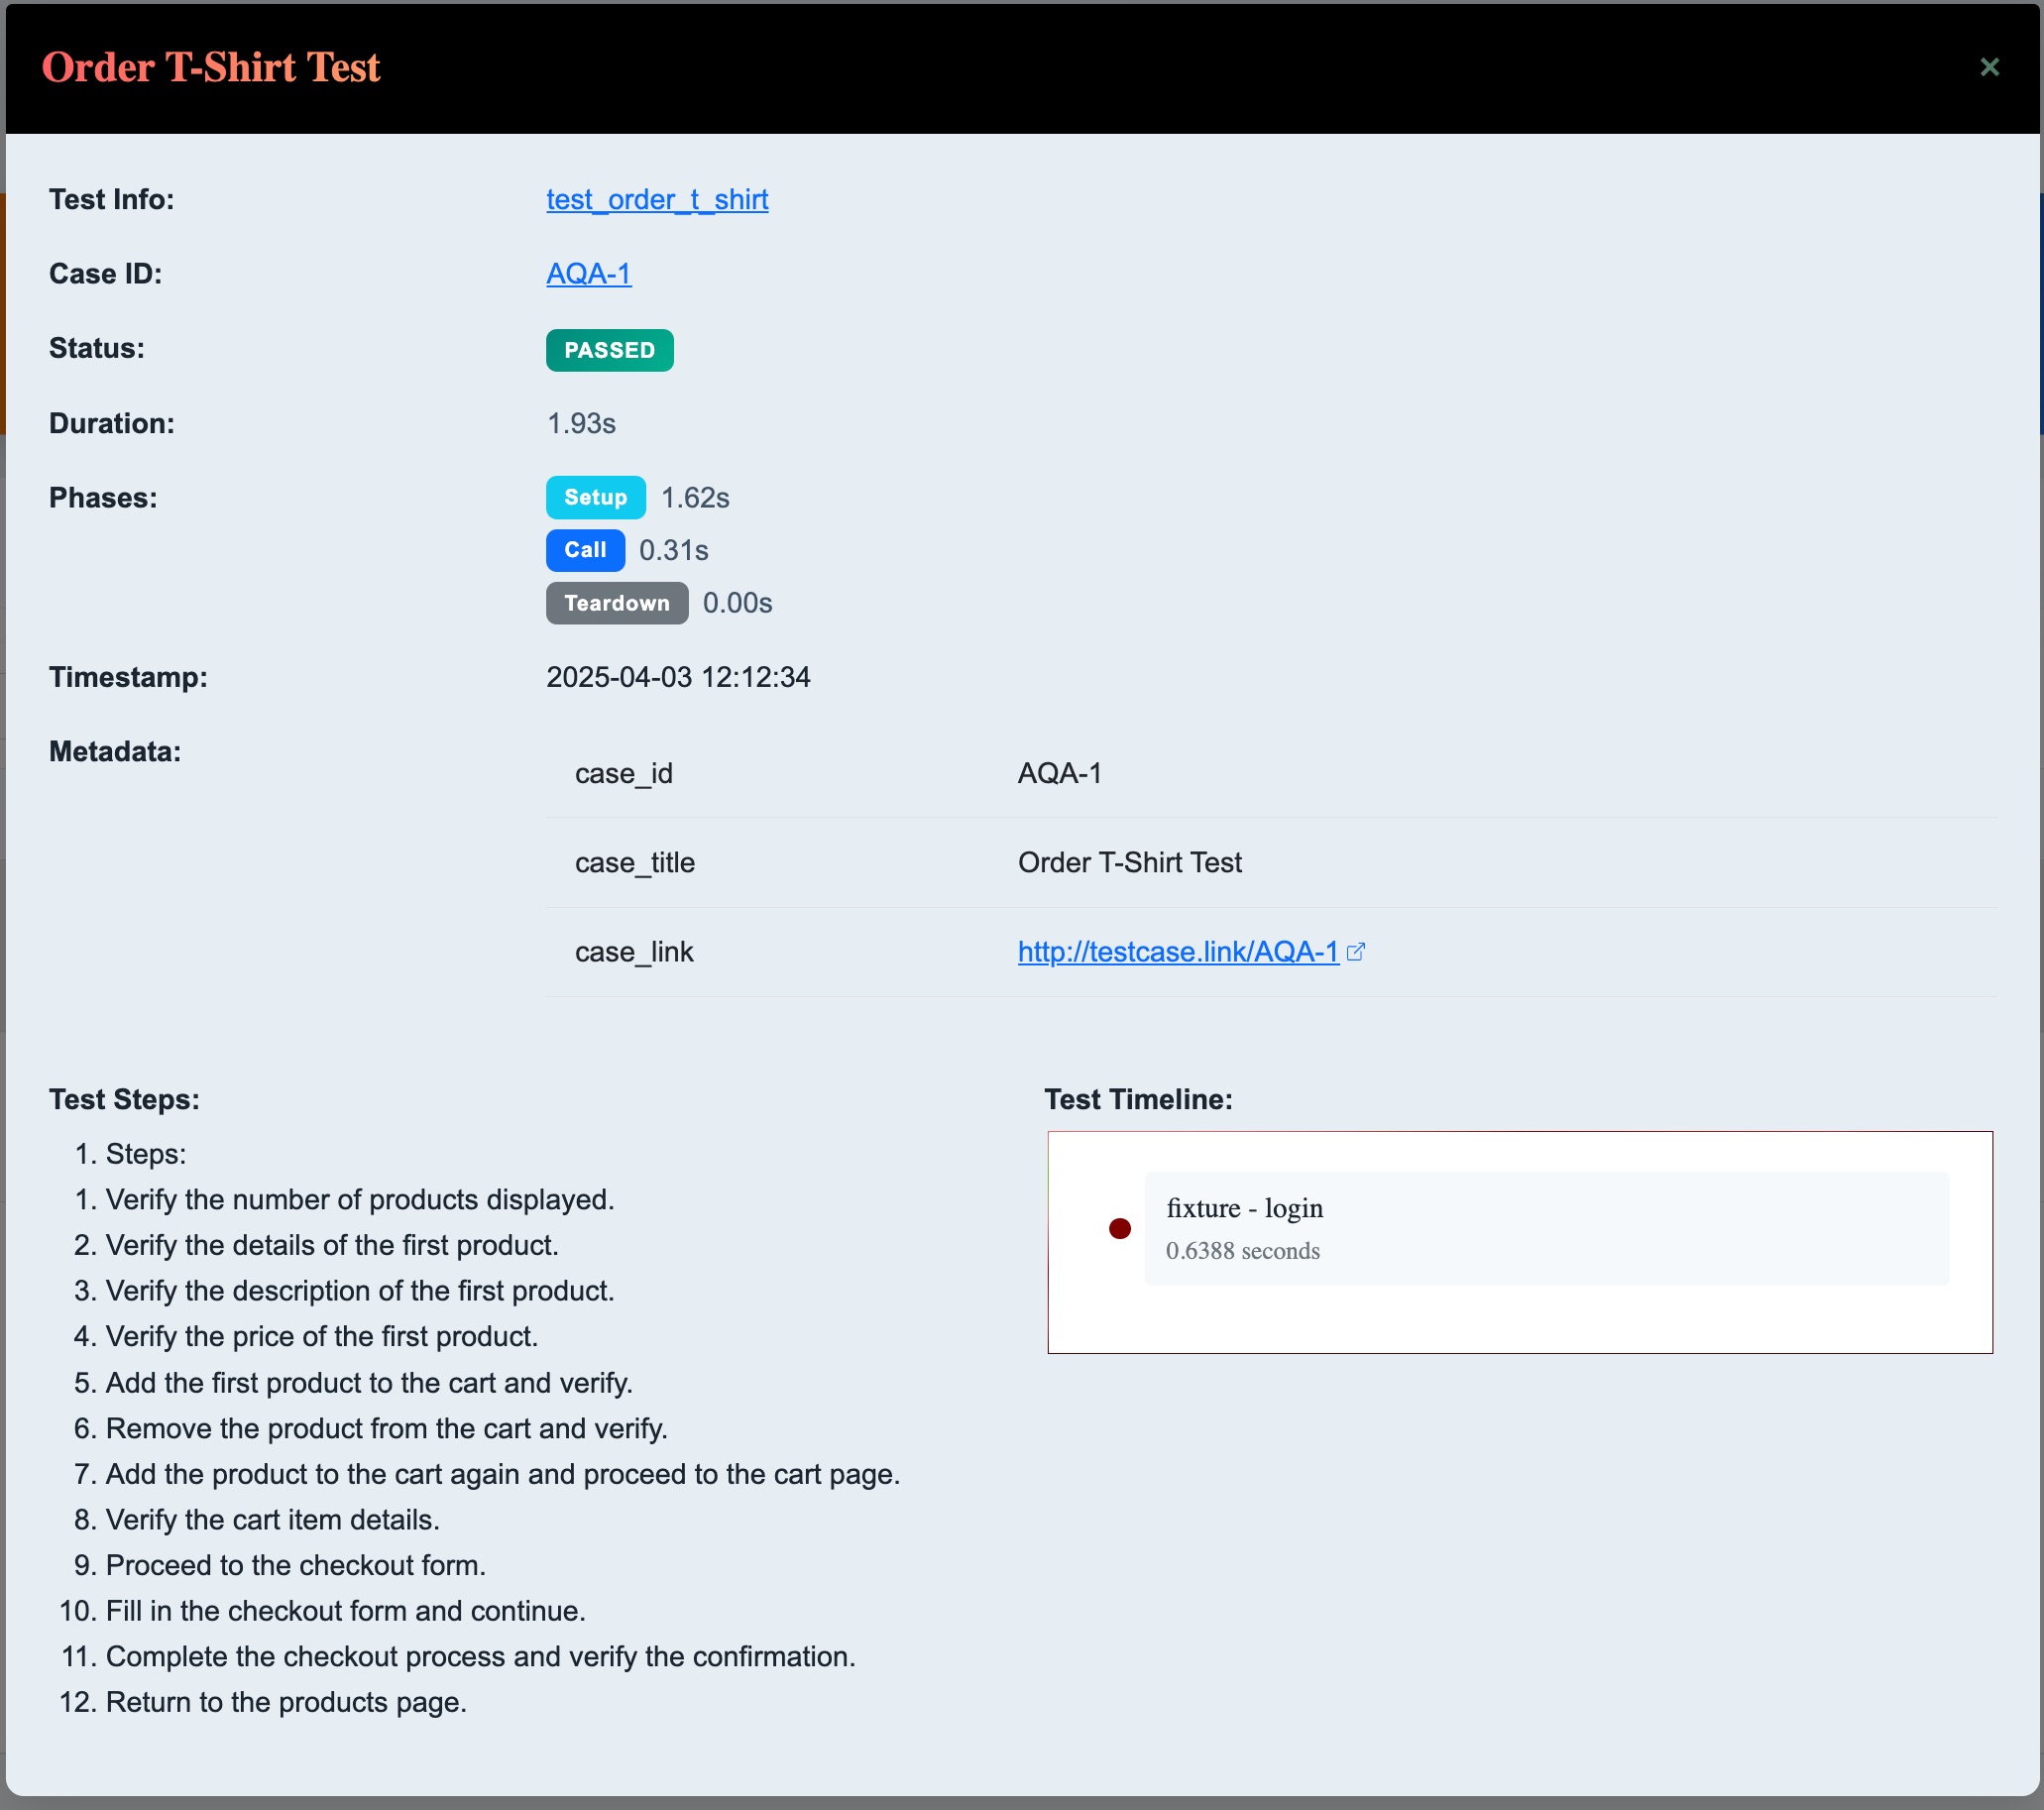 Order T-Shirt Test
×
Test Info: test_order_t_shirt
Case ID: AQA-1
Status: PASSED
Duration: 1.93s
Phases: Setup 1.62s
Call 0.31s
Teardown 0.00s
Timestamp: 2025-04-03 12:12:34
Metadata:
case_id AQA-1
case_title Order T-Shirt Test
case_link http://testcase.link/AQA-1
Test Steps:
1. Steps:
1. Verify the number of products displayed.
2. Verify the details of the first product.
3. Verify the description of the first product.
4. Verify the price of the first product.
5. Add the first product to the cart and verify.
6. Remove the product from the cart and verify.
7. Add the product to the cart again and proceed to the cart page.
8. Verify the cart item details.
9. Proceed to the checkout form.
10. Fill in the checkout form and continue.
11. Complete the checkout process and verify the confirmation.
12. Return to the products page.
Test Timeline:
fixture - login
0.6388 seconds